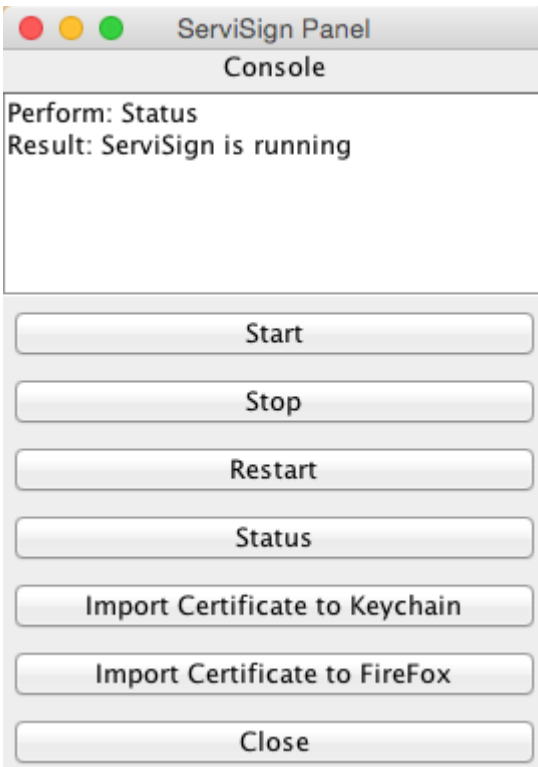 ServiSign Panel
Console
Perform: Status
Result: ServiSign is running
Start
Stop
Restart
Status
Import Certificate to Keychain
Import Certificate to FireFox
Close